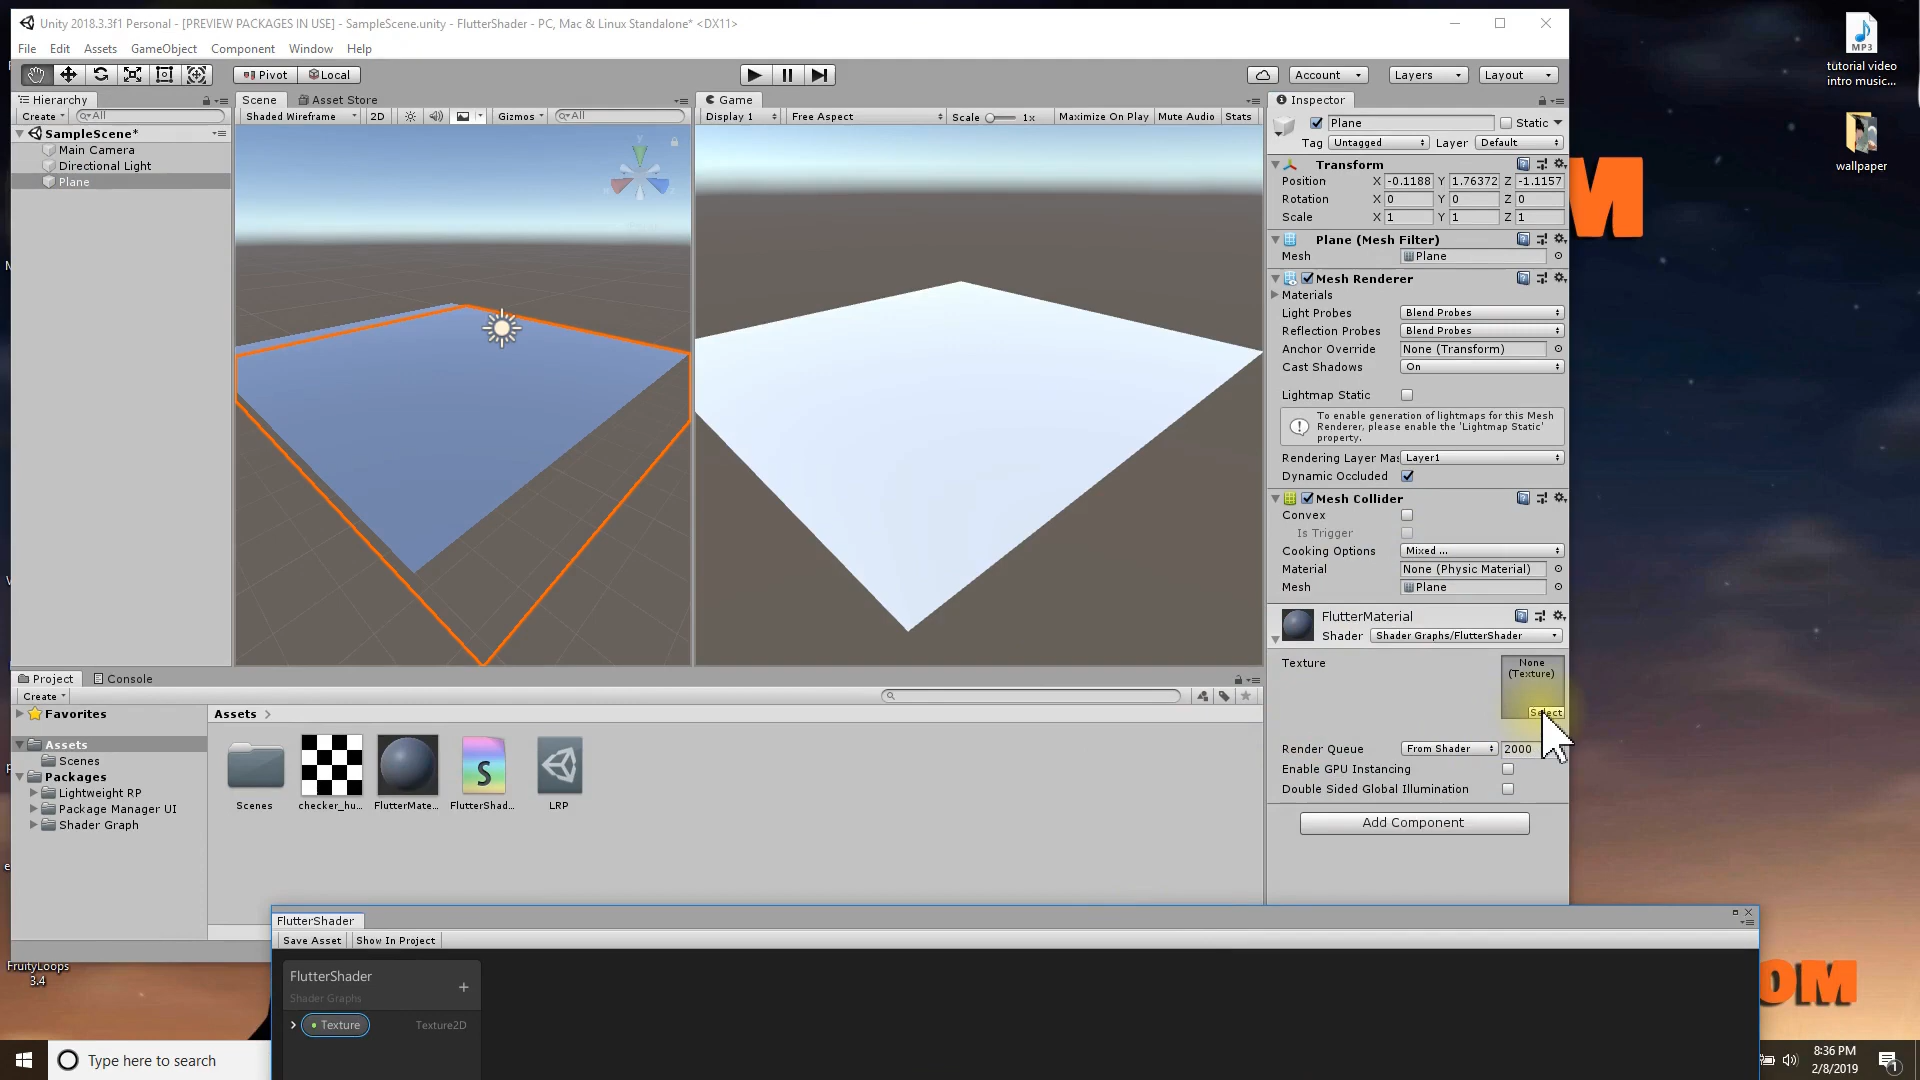 Unity 2018.3.3f1 Personal - [PREVIEW PACKAGES IN USE] - SampleScene.unity - FlutterShader - PC, Mac & Linux Standalone* <DX11>
File Edit Assets GameObject Component Window Help
Pivot Local
Account Layers Layout
Hierarchy
Create All
SampleScene*
Main Camera
Directional Light
Plane
Scene Asset Store
Shaded Wireframe 2D Gizmos All
Game
Display 1 Free Aspect Scale 1x Maximize On Play Mute Audio Stats
Inspector
Plane Static
Tag Untagged Layer Default
Transform
Position X -0.1188 Y 1.76372 Z -1.1157
Rotation X 0 Y 0 Z 0
Scale X 1 Y 1 Z 1
Plane (Mesh Filter)
Mesh Plane
Mesh Renderer
Materials
Light Probes Blend Probes
Reflection Probes Blend Probes
Anchor Override None (Transform)
Cast Shadows On
Lightmap Static
To enable generation of lightmaps for this Mesh
Renderer, please enable the 'Lightmap Static'
property.
Rendering Layer Mas Layer1
Dynamic Occluded
Mesh Collider
Convex
Is Trigger
Cooking Options Mixed ...
Material None (Physic Material)
Mesh Plane
FlutterMaterial
Shader Shader Graphs/FlutterShader
Texture None
(Texture)
Select
Render Queue From Shader 2000
Enable GPU Instancing
Double Sided Global Illumination
Add Component
Project Console
Create
Favorites
Assets
Scenes
Packages
Lightweight RP
Package Manager UI
Shader Graph
Assets
Scenes checker_hu... FlutterMate... FlutterShad... LRP
S
FlutterShader
Save Asset Show In Project
FlutterShader
Shader Graphs
Texture Texture2D
MP3
tutorial video
intro music...
wallpaper
M
OM
FruityLoops
3.4
Type here to search
8:36 PM
2/8/2019
1